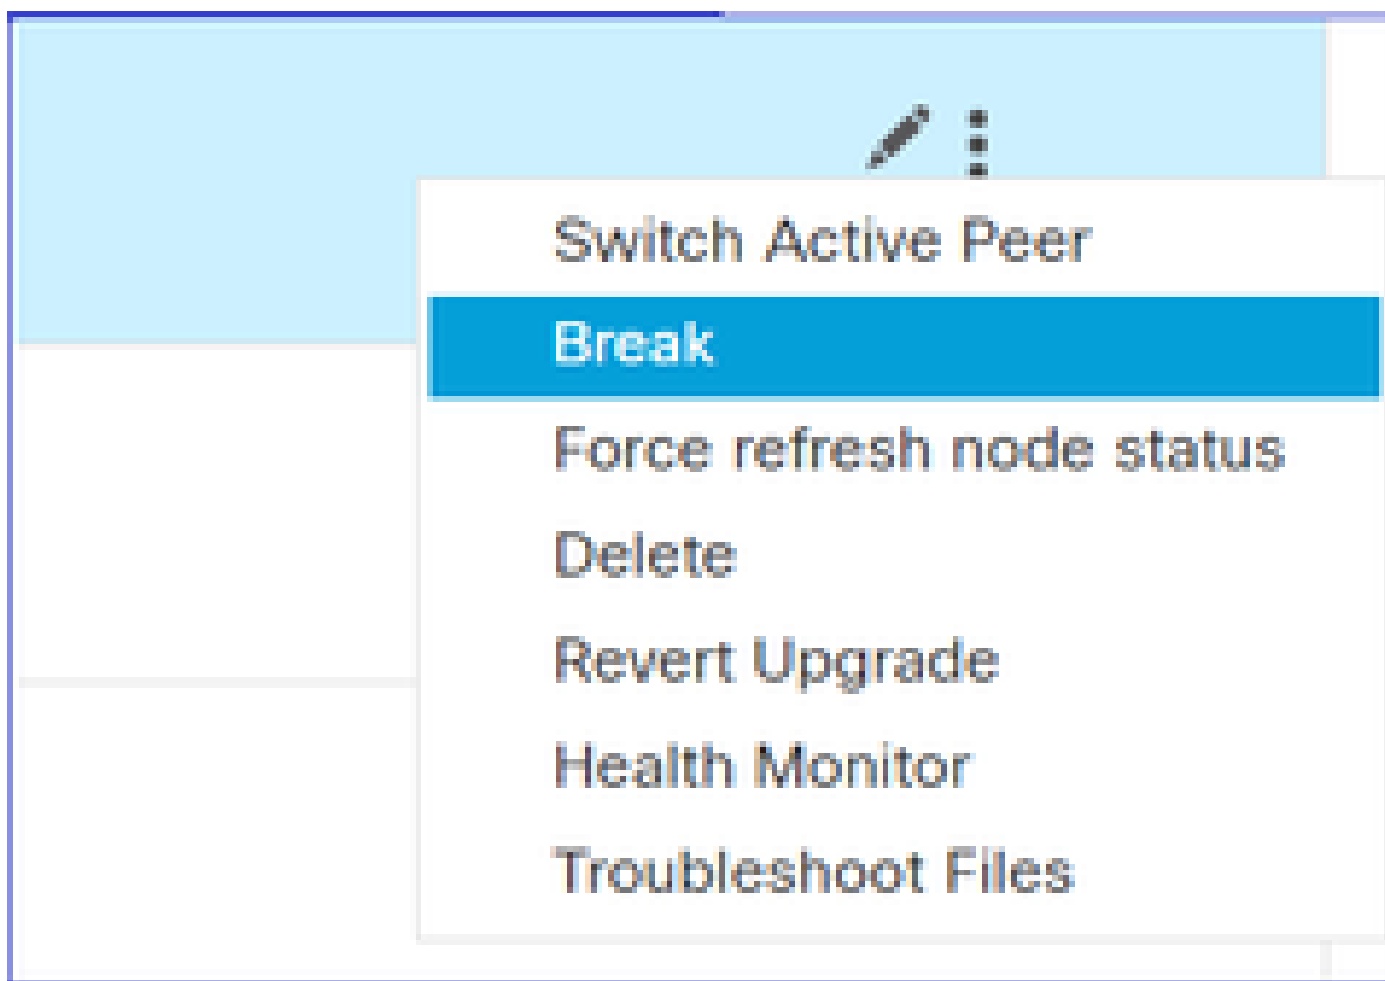 Switch Active Peer
Break
Force refresh node status
Delete
Revert Upgrade
Health Monitor
Troubleshoot Files